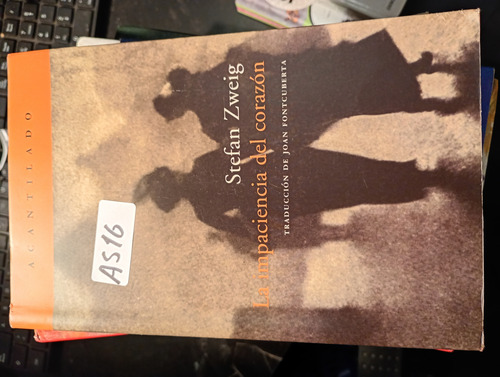 ACANTILADO
Stefan Zweig
La impaciencia del corazón
TRADUCCIÓN DE JOAN FONTCUBERTA
AS16